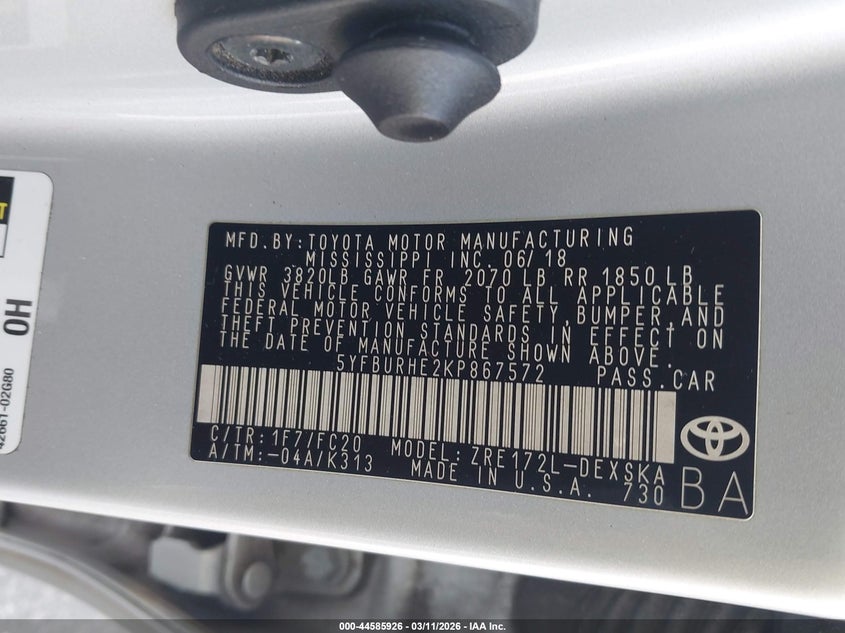 MFD.BY:TOYOTA MOTOR MANUFACTURING
MISSISSIPPI INC. 06/18
GVWR 3820LB GAWR FR 2070 LB RR 1850 LB
THIS VEHICLE CONFORMS TO ALL APPLICABLE
FEDERAL MOTOR VEHICLE SAFETY, BUMPER, AND
THEFT PREVENTION STANDARDS IN EFFECT ON
THE DATE OF MANUFACTURE SHOWN ABOVE.
5YFBURHE2KP867572 PASS.CAR
C/TR:1F7/FC20 MODEL:ZRE172L-DEXSKA
A/TM:-04A/K313 MADE IN U.S.A. 730
BA
OH
42661-02G80
000-44585926 - 03/11/2026 - IAA Inc.